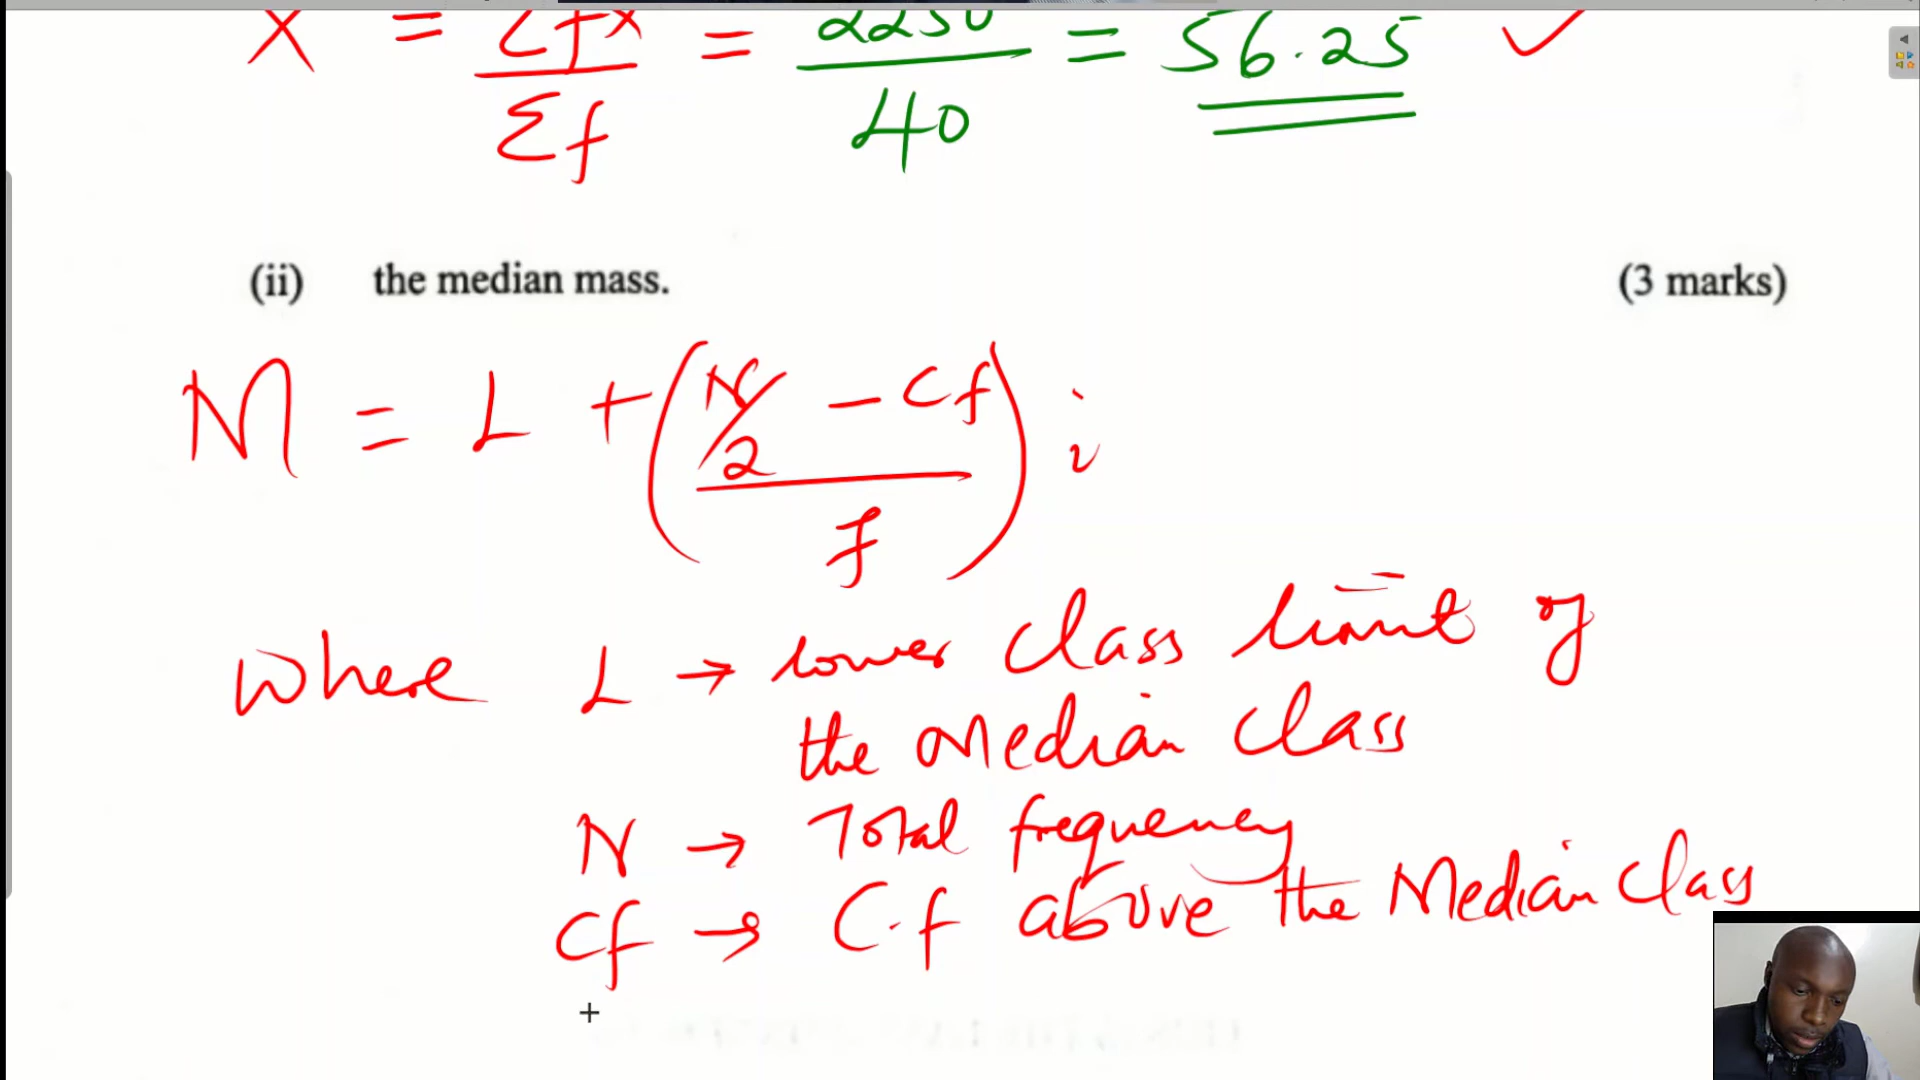 X = Σfx / Σf = 2250 / 40 = 56.25 ✓
(ii) the median mass. (3 marks)
M = L + ( (N/2 - Cf) / f ) i
Where L → lower Class limit of
the Median Class
N → Total frequency
Cf → C.f above the Median Class